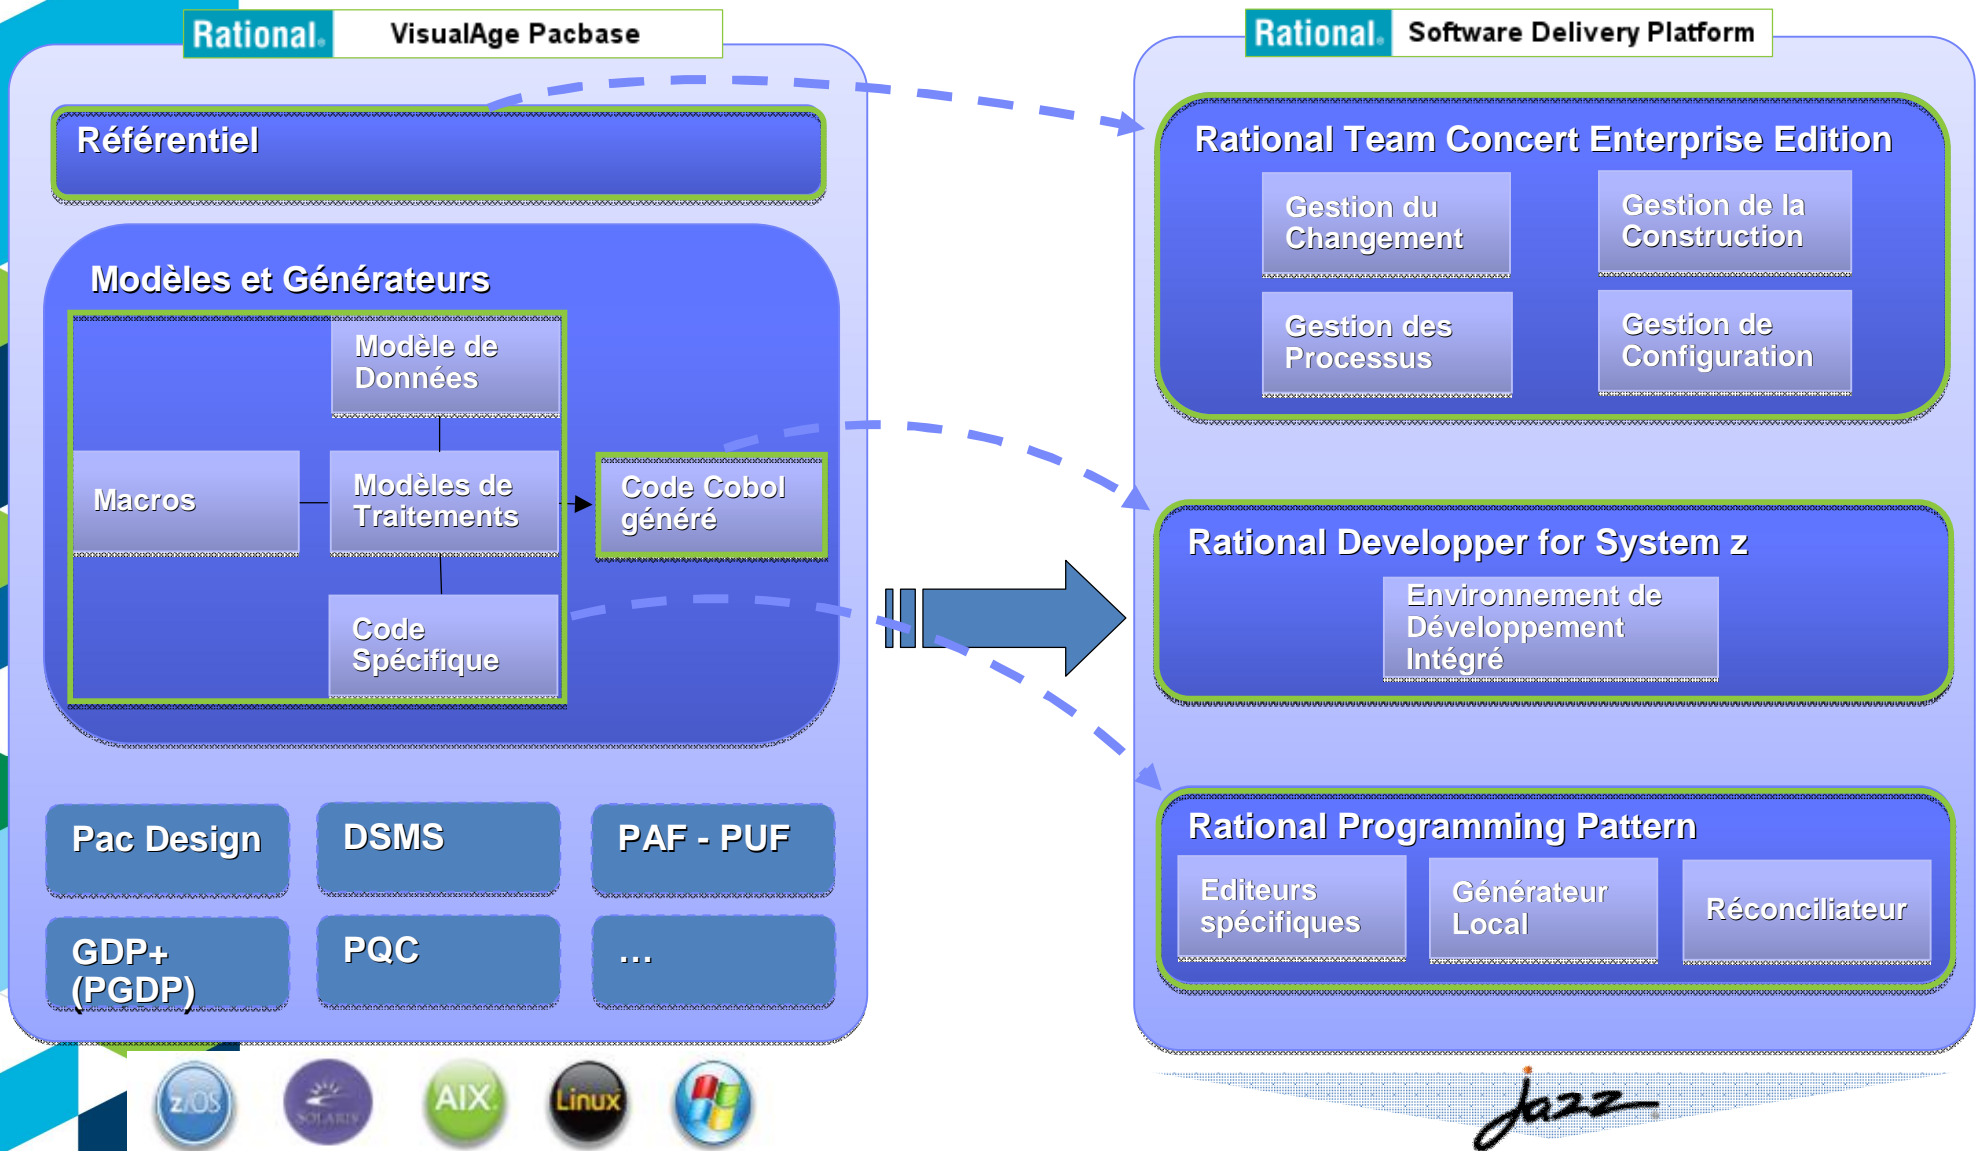 Rational® VisualAge Pacbase
Référentiel
Modèles et Générateurs
Modèle de
Données
Macros
Modèles de
Traitements
Code Cobol
généré
Code
Spécifique
Pac Design
DSMS
PAF - PUF
GDP+
(PGDP)
PQC
...
z/OS
SOLARIS
AIX
Linux
Rational® Software Delivery Platform
Rational Team Concert Enterprise Edition
Gestion du
Changement
Gestion de la
Construction
Gestion des
Processus
Gestion de
Configuration
Rational Developper for System z
Environnement de
Développement
Intégré
Rational Programming Pattern
Editeurs
spécifiques
Générateur
Local
Réconciliateur
jazz